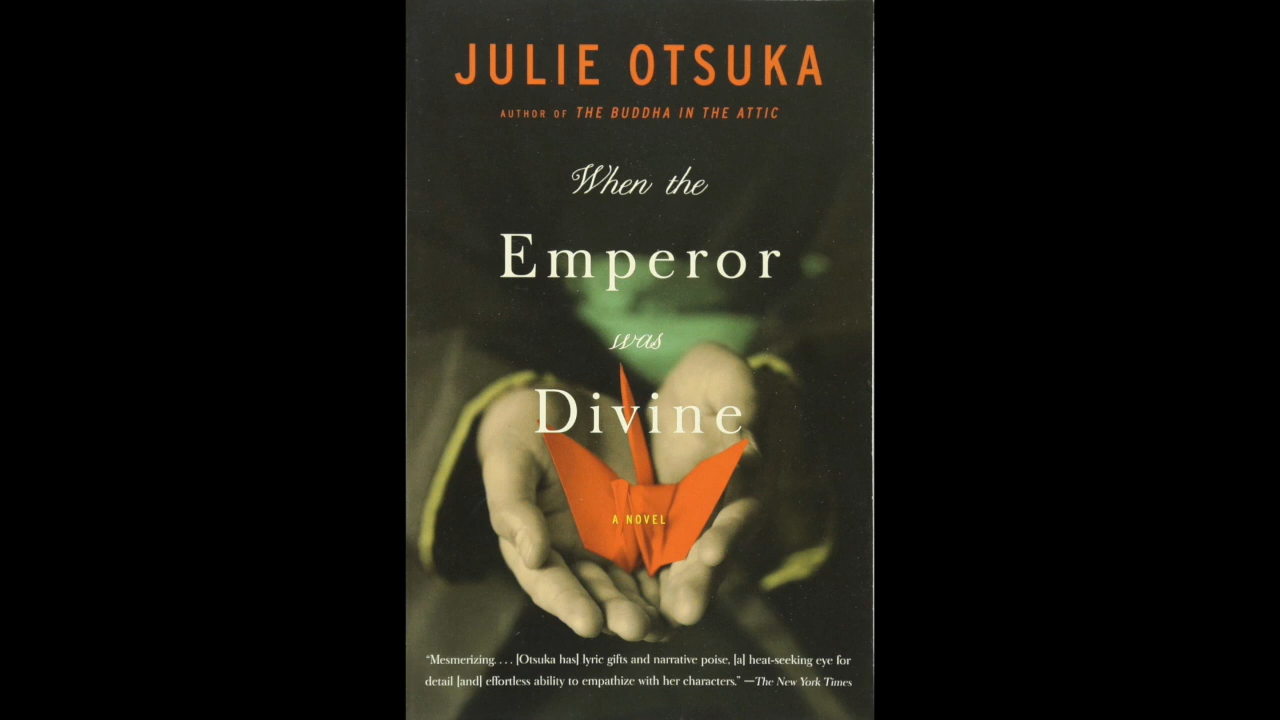 JULIE OTSUKA
AUTHOR OF THE BUDDHA IN THE ATTIC
When the
Emperor
was
Divine
A NOVEL
“Mesmerizing. . . . [Otsuka has] lyric gifts and narrative poise, [a] heat-seeking eye for
detail [and] effortless ability to empathize with her characters.” —The New York Times